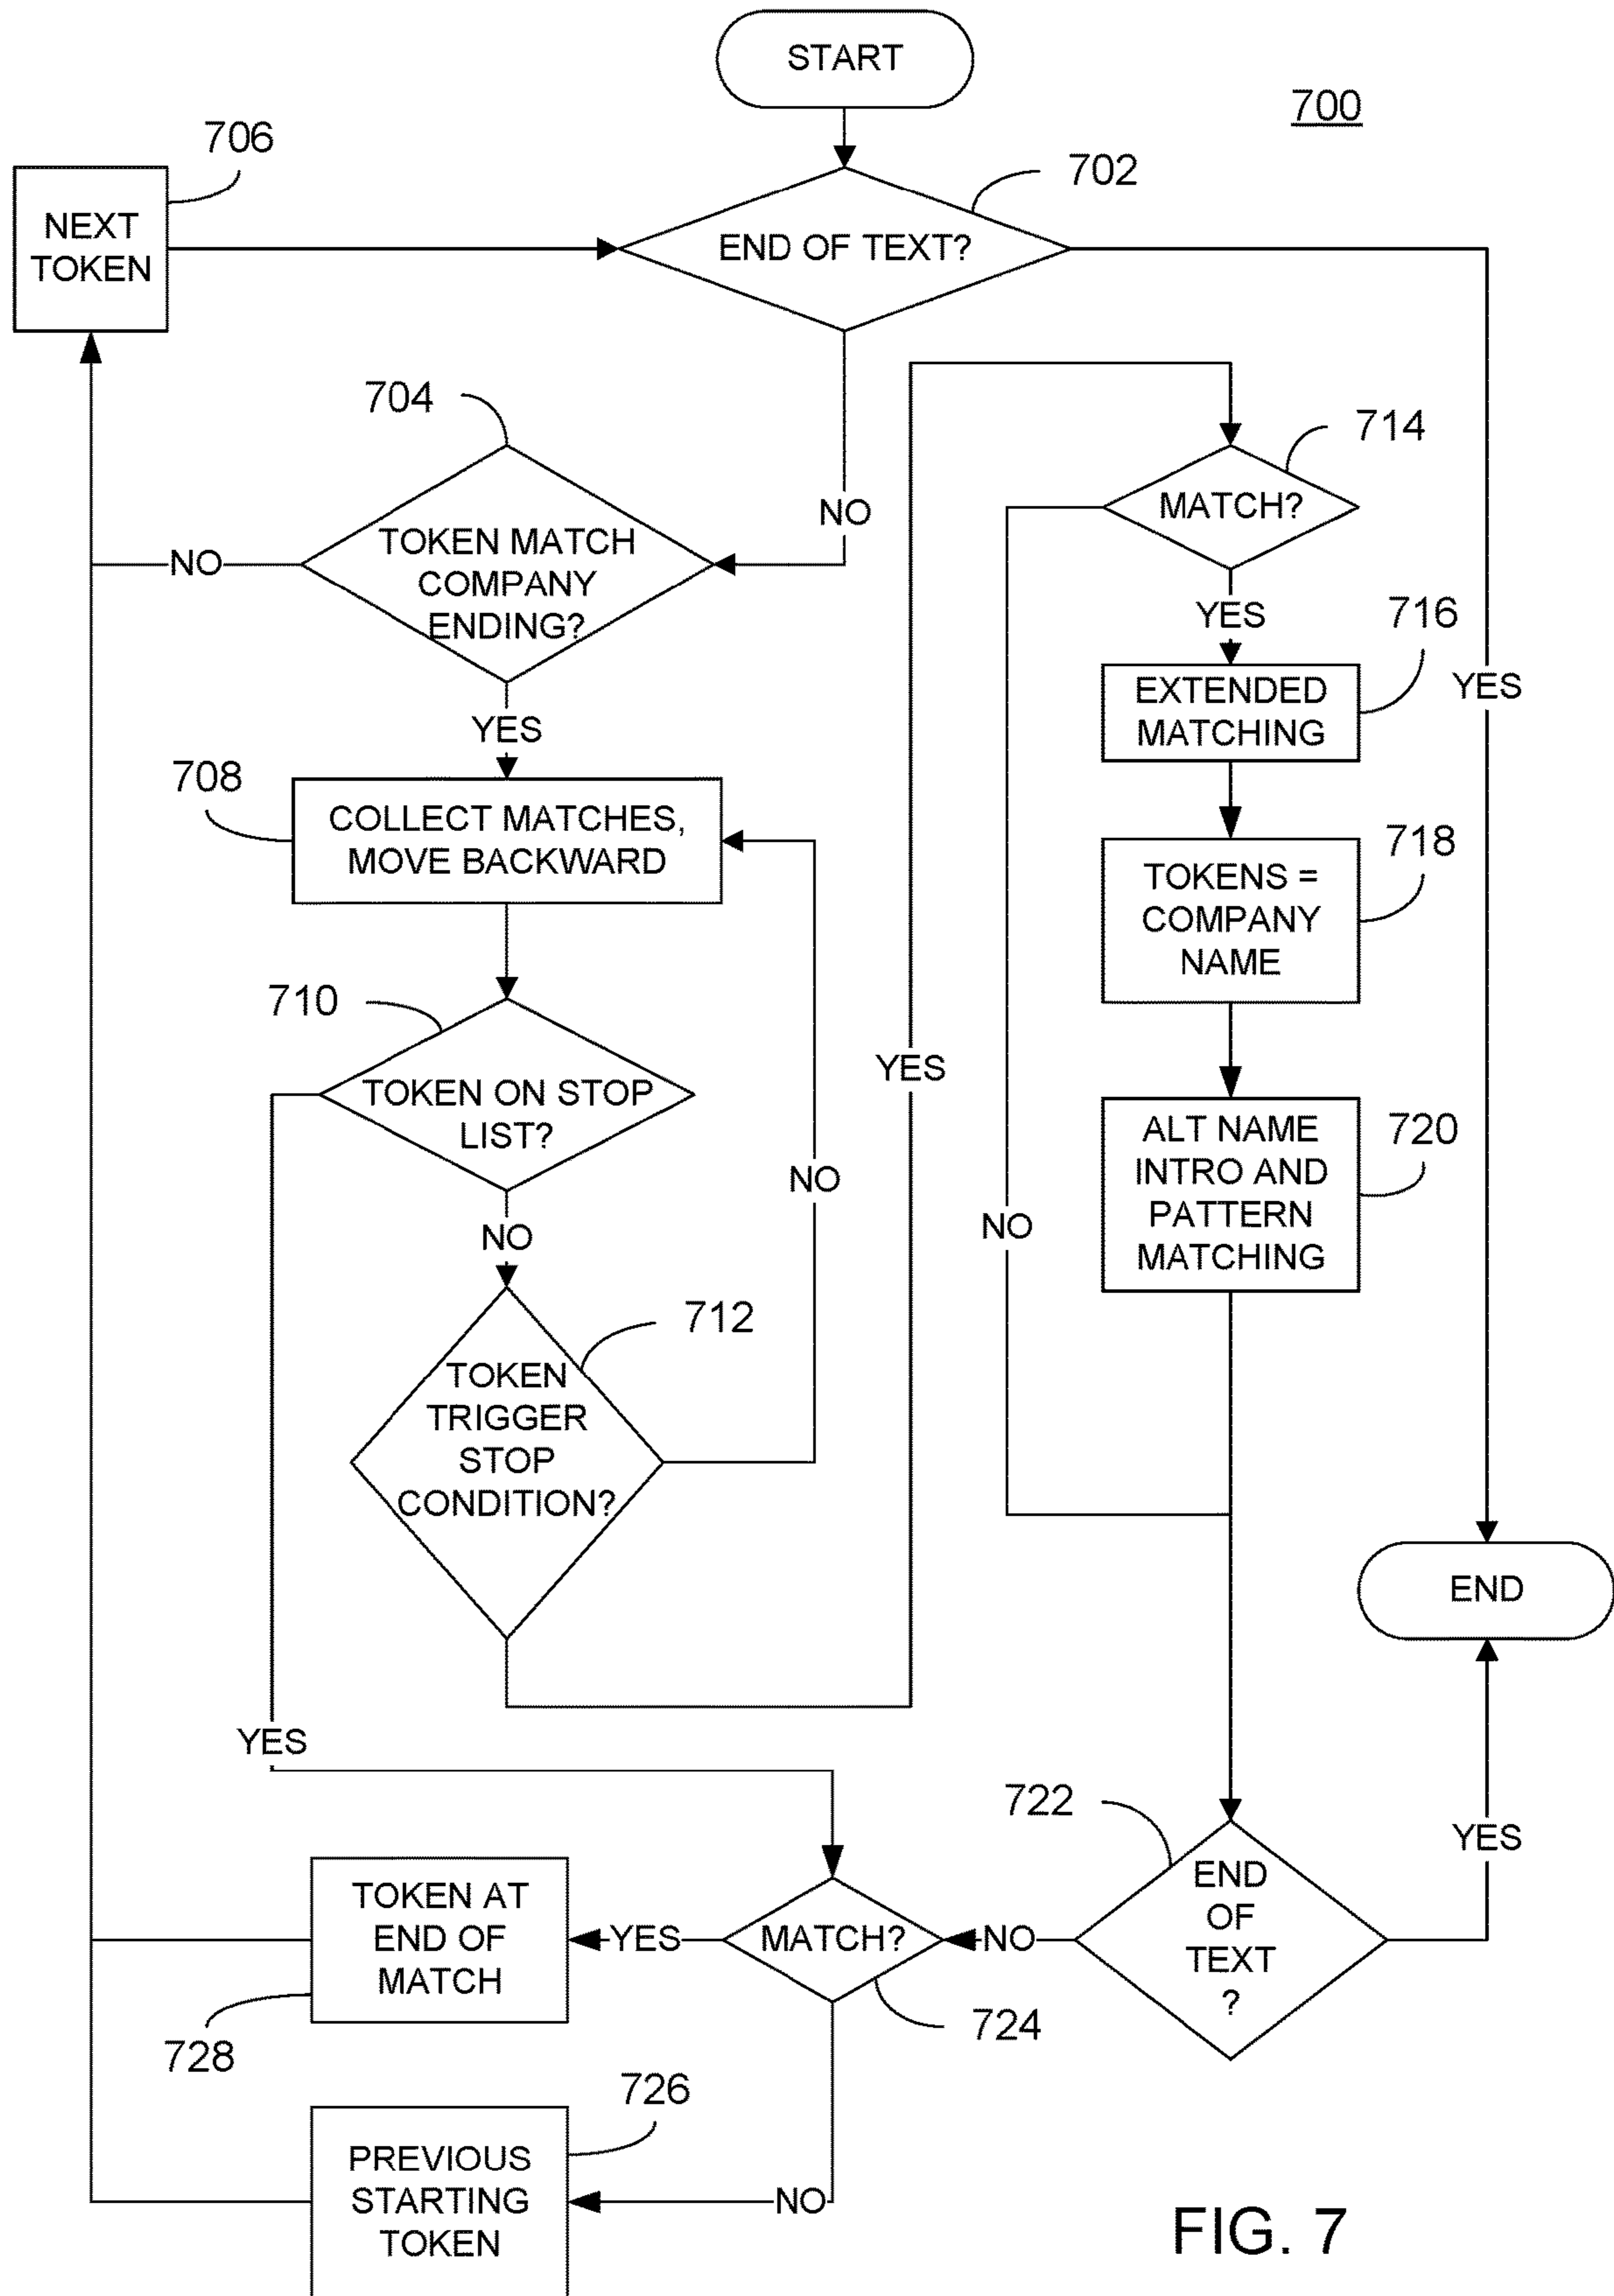 START
700
706
702
NEXT
TOKEN
END OF TEXT?
704
714
NO
MATCH?
TOKEN MATCH
COMPANY
ENDING?
NO
YES
716
EXTENDED
MATCHING
YES
YES
708
COLLECT MATCHES,
MOVE BACKWARD
718
TOKENS =
COMPANY
NAME
710
YES
TOKEN ON STOP
LIST?
720
ALT NAME
INTRO AND
PATTERN
MATCHING
NO
NO
NO
712
TOKEN
TRIGGER
STOP
CONDITION?
END
YES
722
YES
END
OF
TEXT
?
TOKEN AT
END OF
MATCH
YES
MATCH?
NO
728
724
726
PREVIOUS
STARTING
TOKEN
NO
FIG. 7